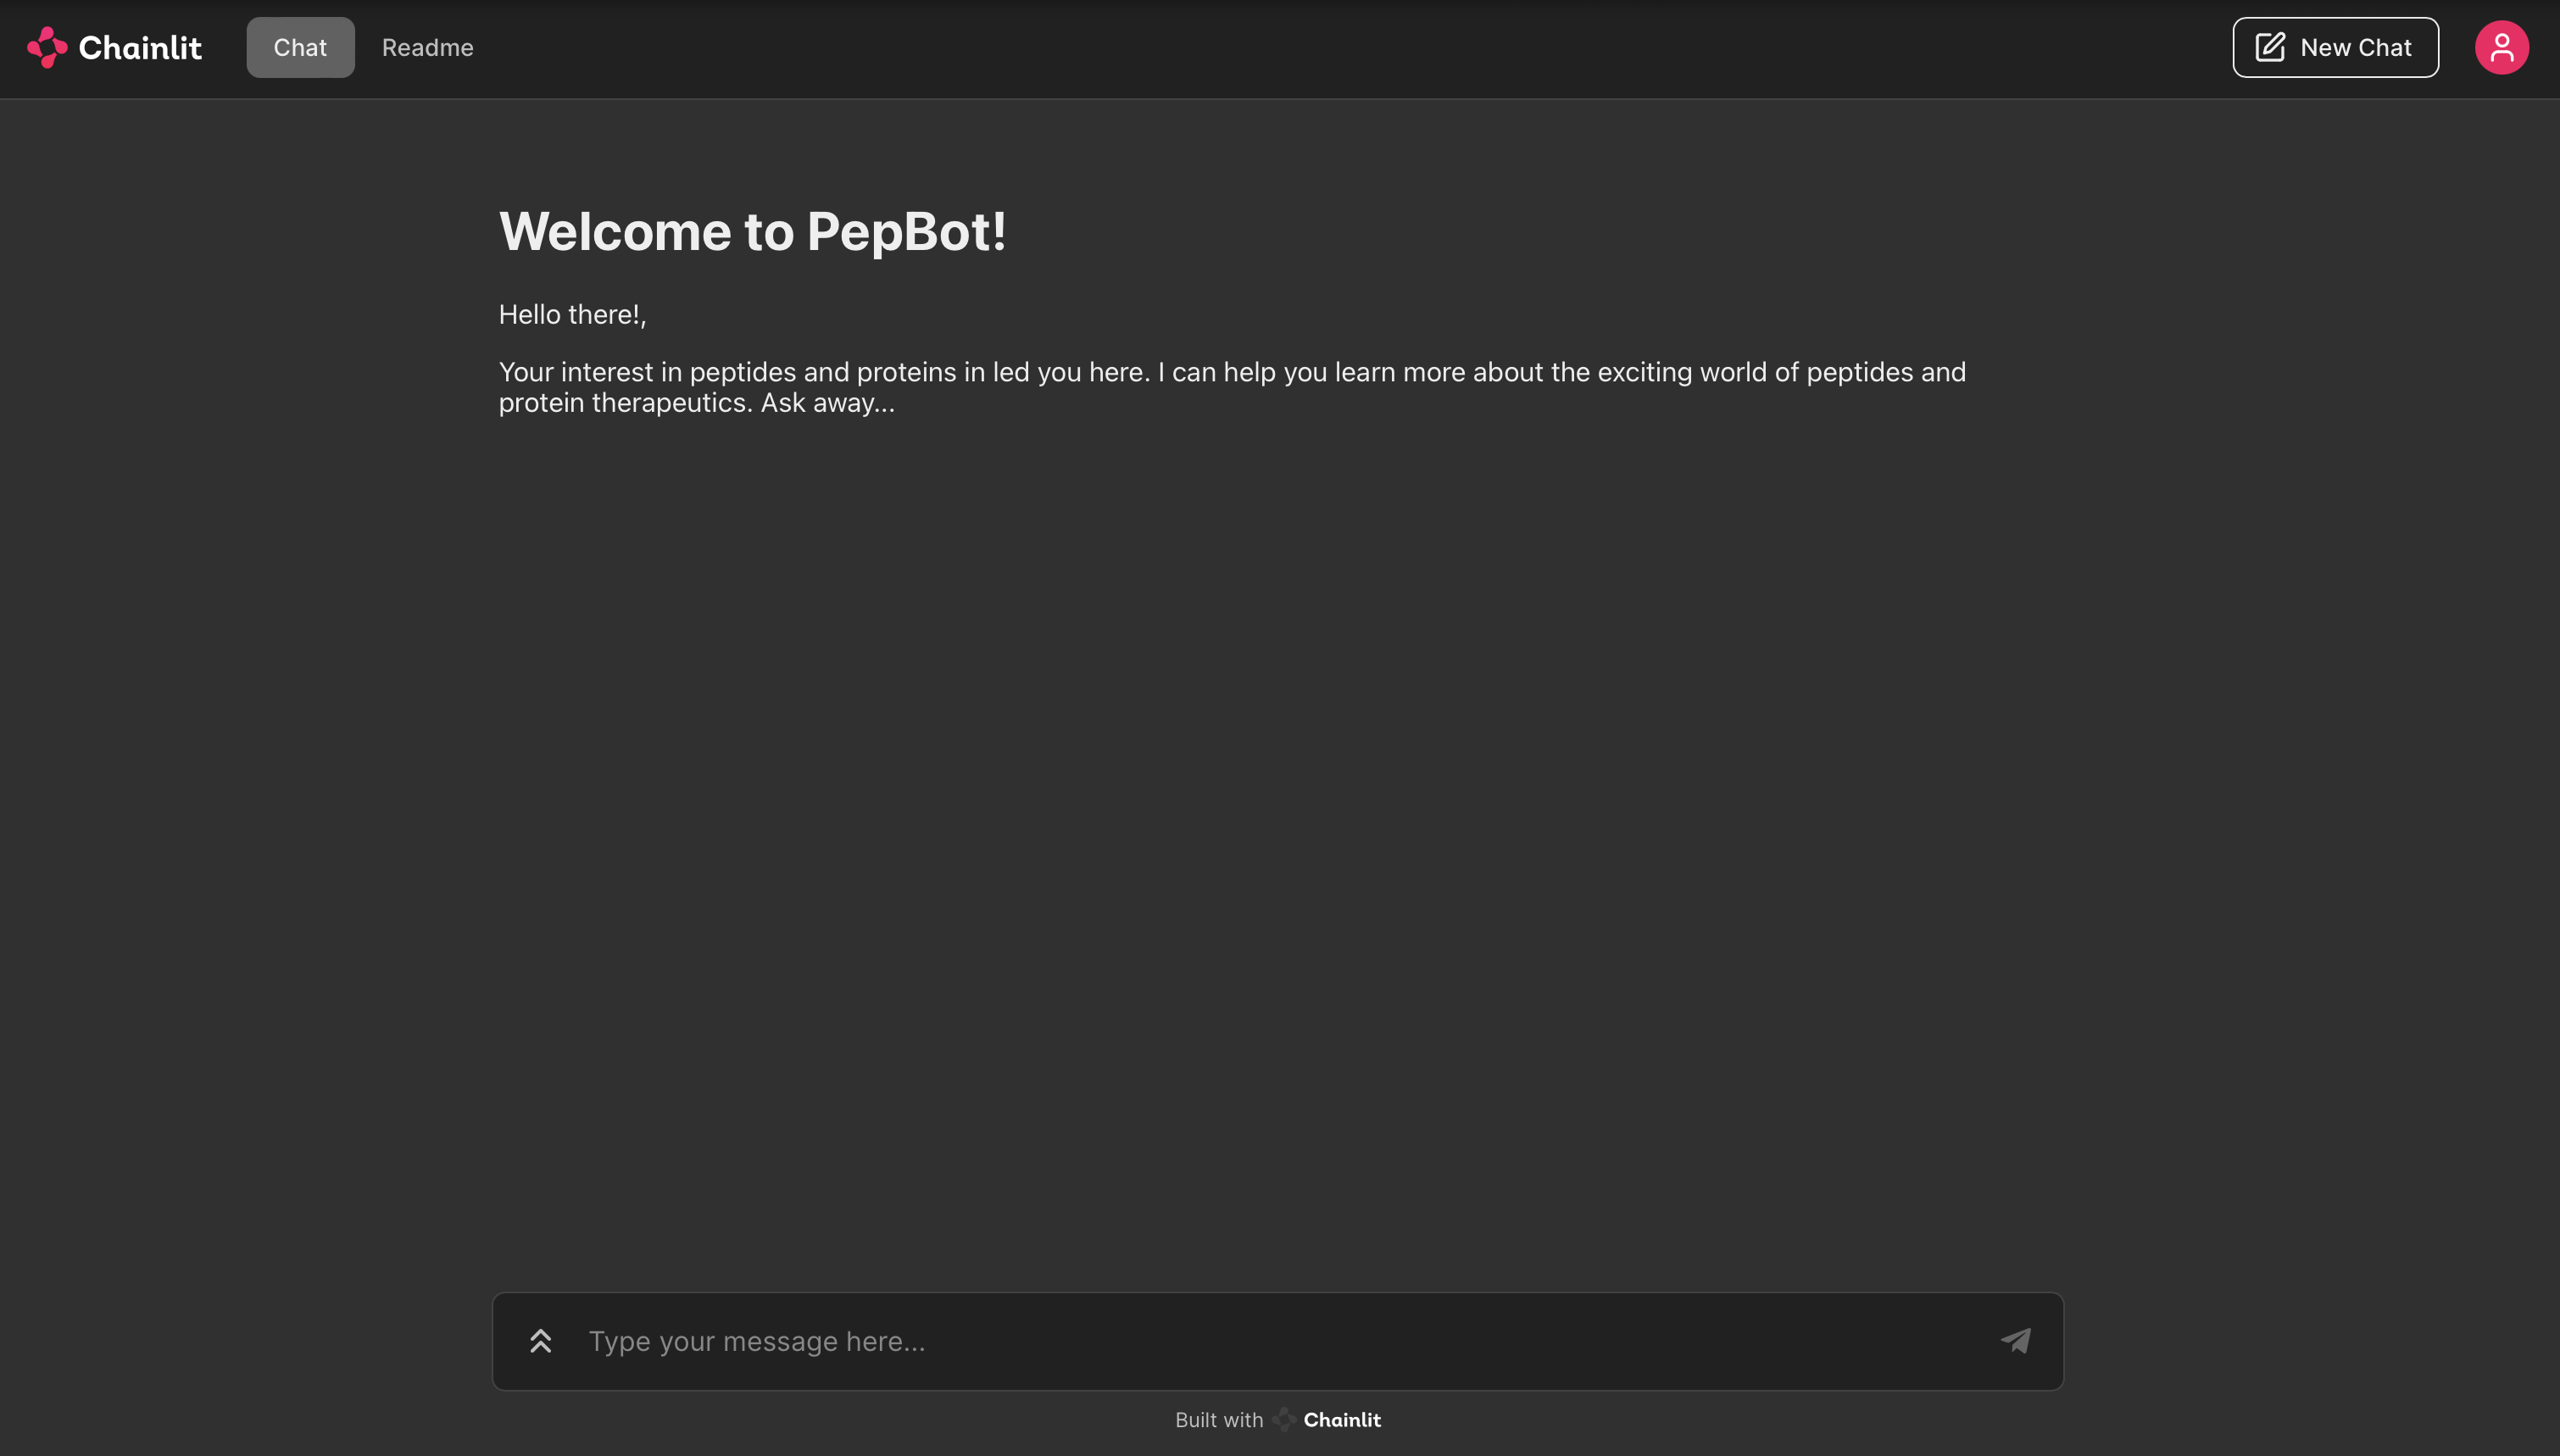 Chainlit
Chat
Readme
New Chat
Welcome to PepBot!
Hello there!,
Your interest in peptides and proteins in led you here. I can help you learn more about the exciting world of peptides and
protein therapeutics. Ask away...
Type your message here...
Built with Chainlit